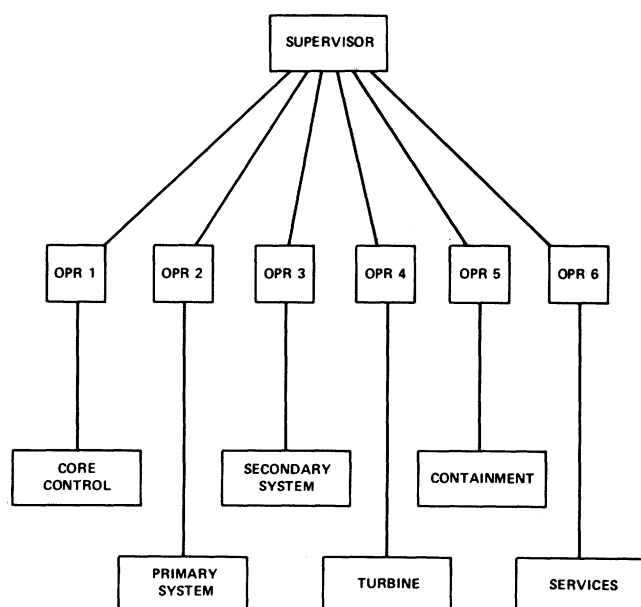 SUPERVISOR
OPR 1
OPR 2
OPR 3
OPR 4
OPR 5
OPR 6
CORE
CONTROL
SECONDARY
SYSTEM
CONTAINMENT
PRIMARY
SYSTEM
TURBINE
SERVICES